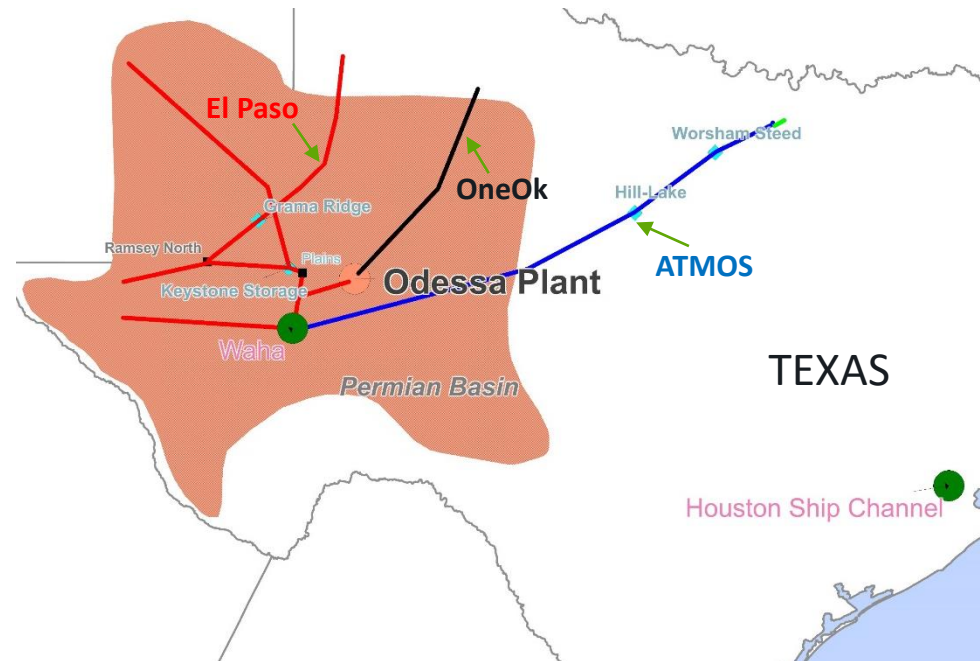 El Paso
Worsham Steed
OneOk
Hill-Lake
Grama Ridge
Ramsey North
Plains
ATMOS
Odessa Plant
Keystone Storage
Waha
TEXAS
Permian Basin
Houston Ship Channel